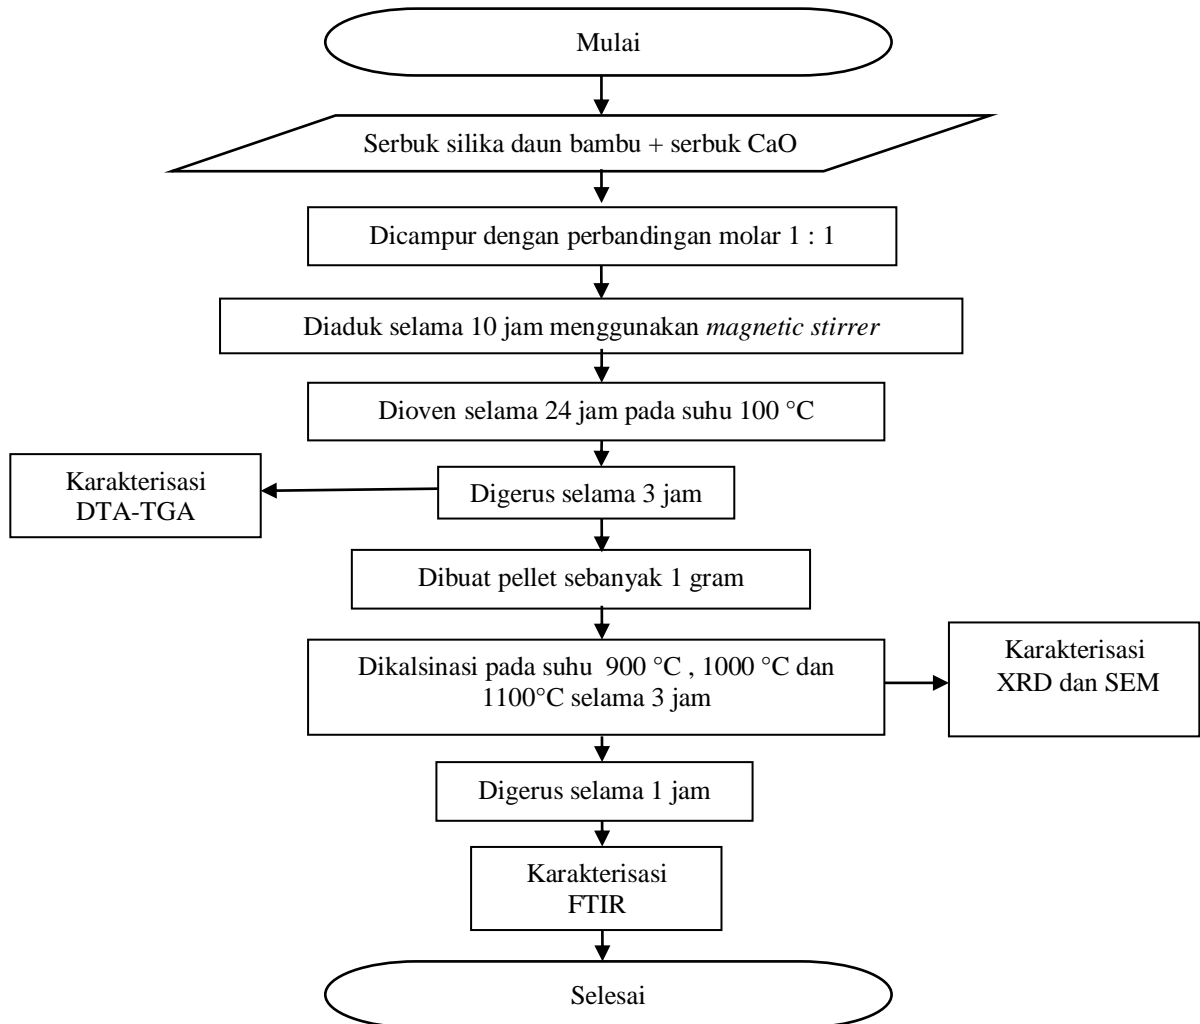 Mulai
Serbuk silika daun bambu + serbuk CaO
Dicampur dengan perbandingan molar 1 : 1
Diaduk selama 10 jam menggunakan magnetic stirrer
Dioven selama 24 jam pada suhu 100 °C
Karakterisasi
DTA-TGA
Digerus selama 3 jam
Dibuat pellet sebanyak 1 gram
Dikalsinasi pada suhu  900 °C , 1000 °C dan
1100°C selama 3 jam
Karakterisasi
XRD dan SEM
Digerus selama 1 jam
Karakterisasi
FTIR
Selesai